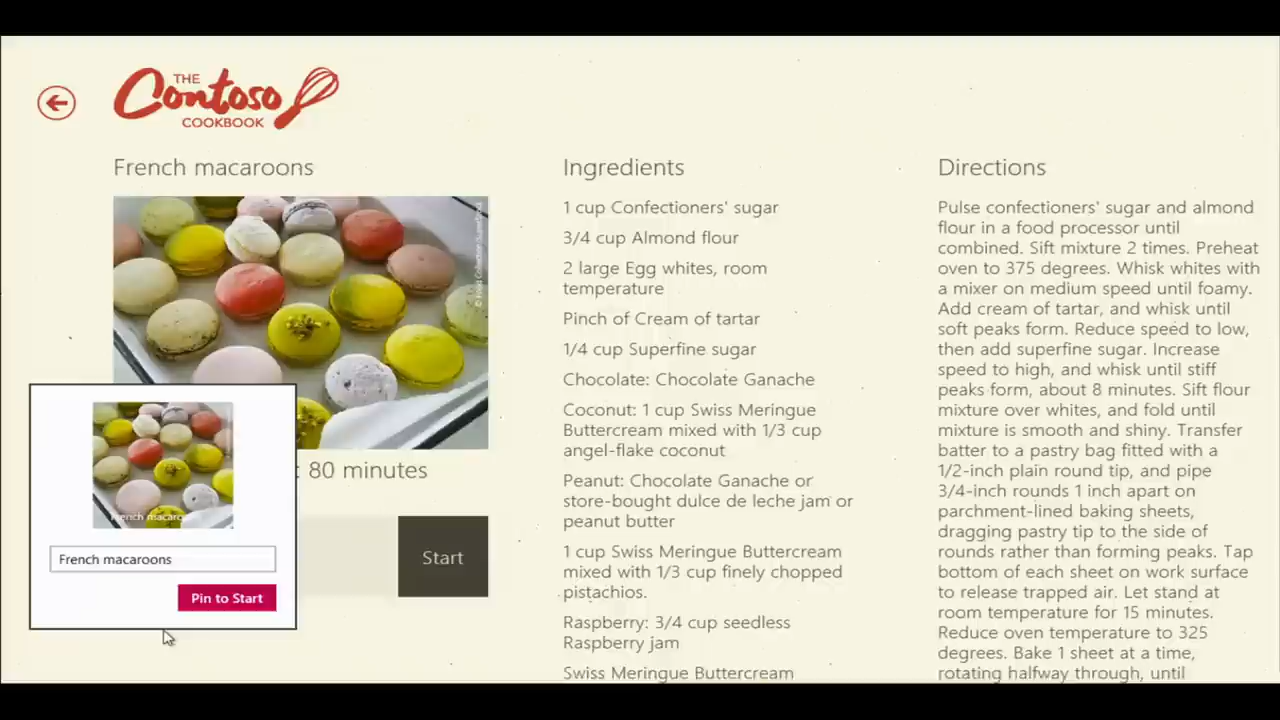 THE
Contoso
COOKBOOK
French macaroons
: 80 minutes
Start
French macaroons
Pin to Start
Ingredients
1 cup Confectioners' sugar
3/4 cup Almond flour
2 large Egg whites, room
temperature
Pinch of Cream of tartar
1/4 cup Superfine sugar
Chocolate: Chocolate Ganache
Coconut: 1 cup Swiss Meringue
Buttercream mixed with 1/3 cup
angel-flake coconut
Peanut: Chocolate Ganache or
store-bought dulce de leche jam or
peanut butter
1 cup Swiss Meringue Buttercream
mixed with 1/3 cup finely chopped
pistachios.
Raspberry: 3/4 cup seedless
Raspberry jam
Swiss Meringue Buttercream
Directions
Pulse confectioners' sugar and almond
flour in a food processor until
combined. Sift mixture 2 times. Preheat
oven to 375 degrees. Whisk whites with
a mixer on medium speed until foamy.
Add cream of tartar, and whisk until
soft peaks form. Reduce speed to low,
then add superfine sugar. Increase
speed to high, and whisk until stiff
peaks form, about 8 minutes. Sift flour
mixture over whites, and fold until
mixture is smooth and shiny. Transfer
batter to a pastry bag fitted with a
1/2-inch plain round tip, and pipe
3/4-inch rounds 1 inch apart on
parchment-lined baking sheets,
dragging pastry tip to the side of
rounds rather than forming peaks. Tap
bottom of each sheet on work surface
to release trapped air. Let stand at
room temperature for 15 minutes.
Reduce oven temperature to 325
degrees. Bake 1 sheet at a time,
rotating halfway through, until